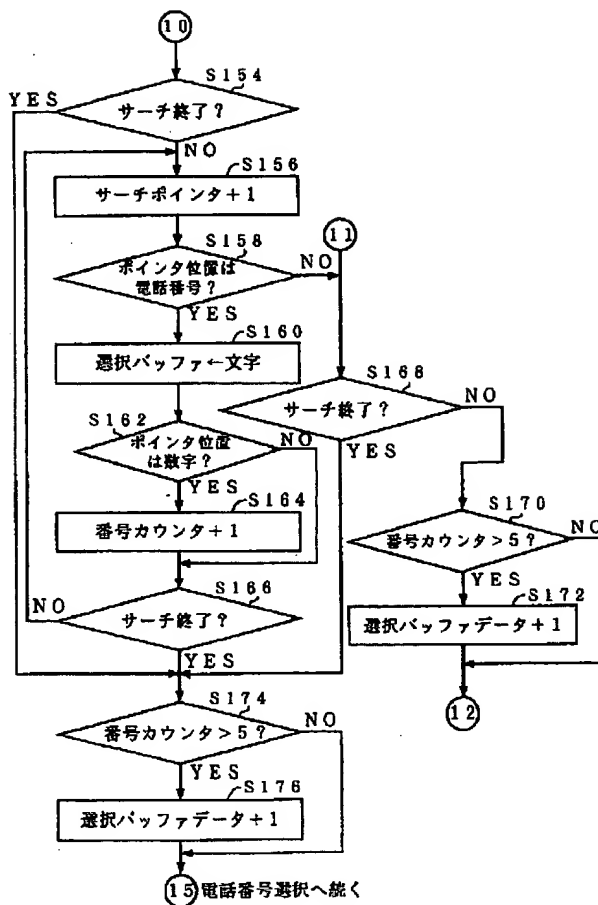 10
S154
YES
サーチ終了?
NO
S156
サーチポインタ+1
S158
11
ポインタ位置は
電話番号?
NO
YES
S160
選択バッファ←文字
S168
サーチ終了?
NO
YES
S162
ポインタ位置
は数字?
NO
YES
S164
番号カウンタ+1
S170
番号カウンタ>5?
NO
YES
S166
NO
サーチ終了?
YES
S172
選択バッファデータ+1
12
S174
番号カウンタ>5?
NO
YES
S176
選択バッファデータ+1
15 電話番号選択へ続く